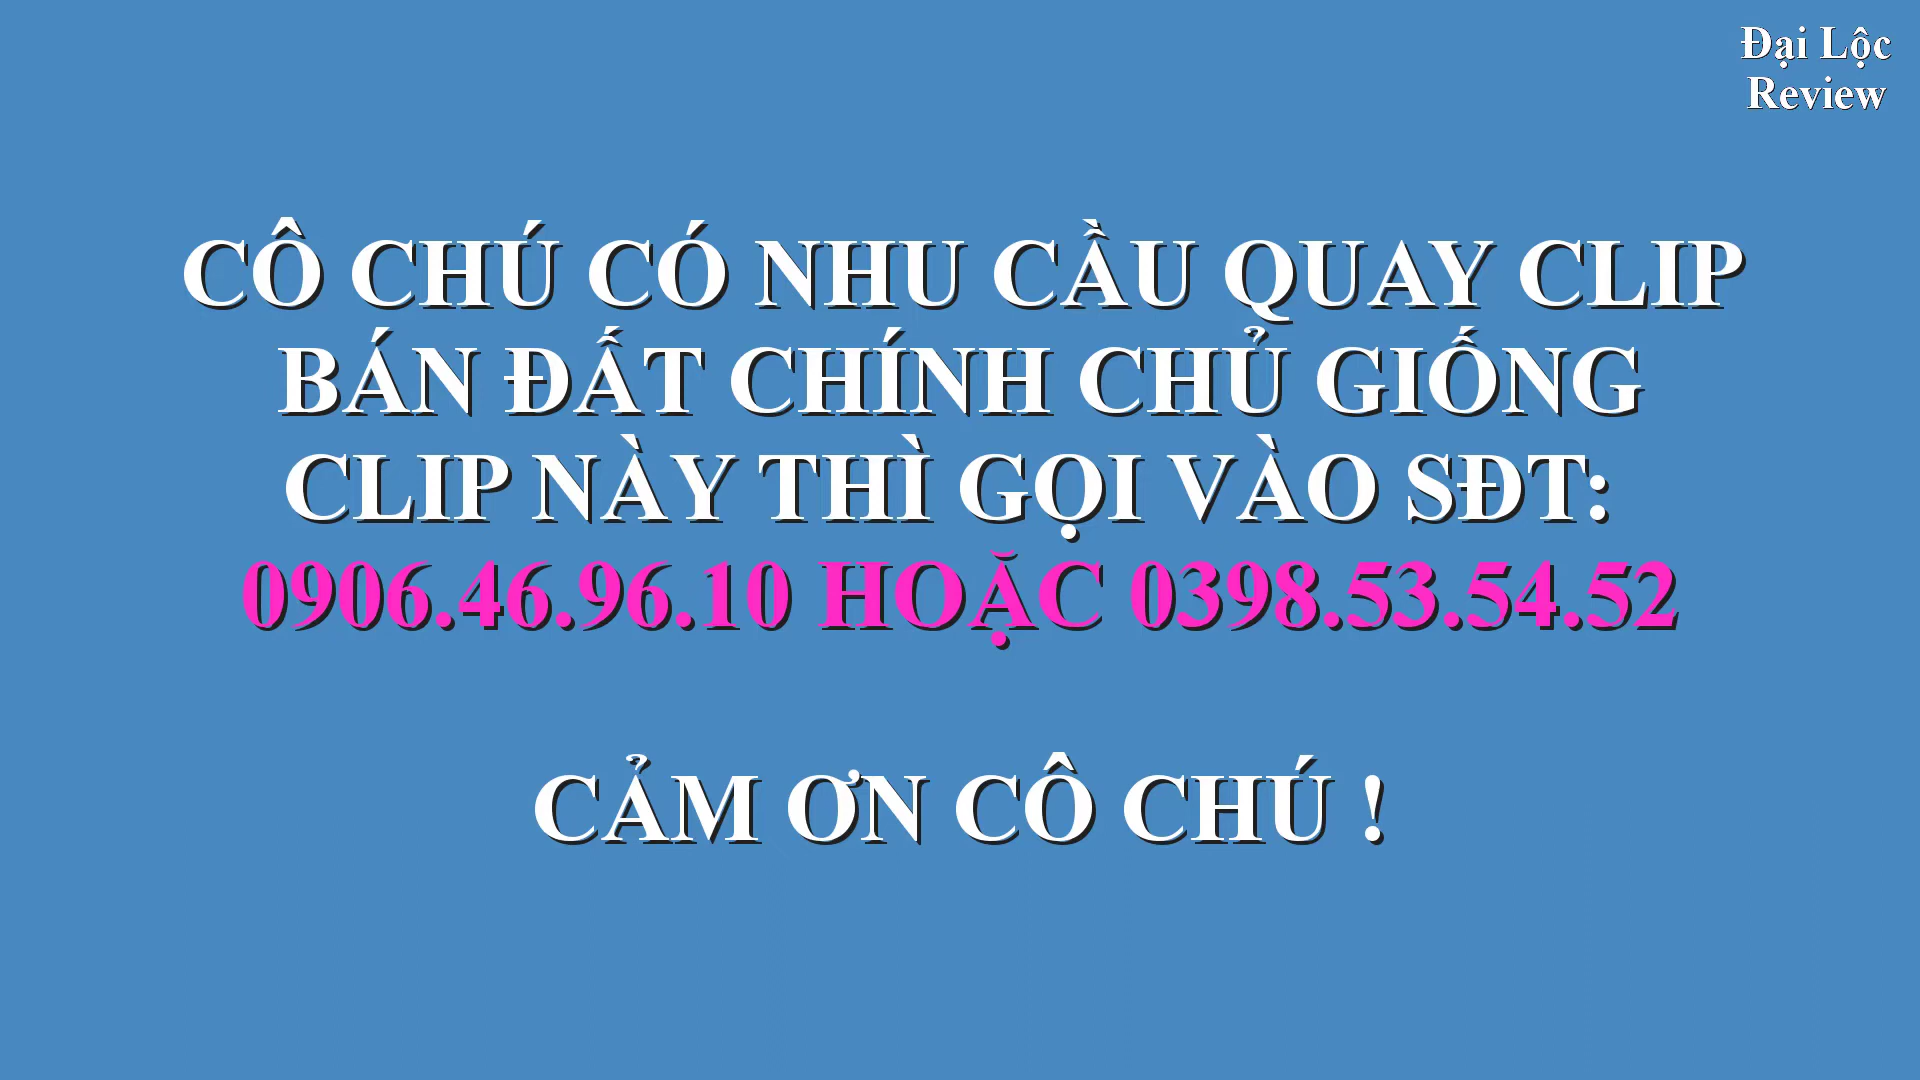 Đại Lộc
Review
CÔ CHÚ CÓ NHU CẦU QUAY CLIP
BÁN ĐẤT CHÍNH CHỦ GIỐNG
CLIP NÀY THÌ GỌI VÀO SĐT:
0906.46.96.10 HOẶC 0398.53.54.52
CẢM ƠN CÔ CHÚ !